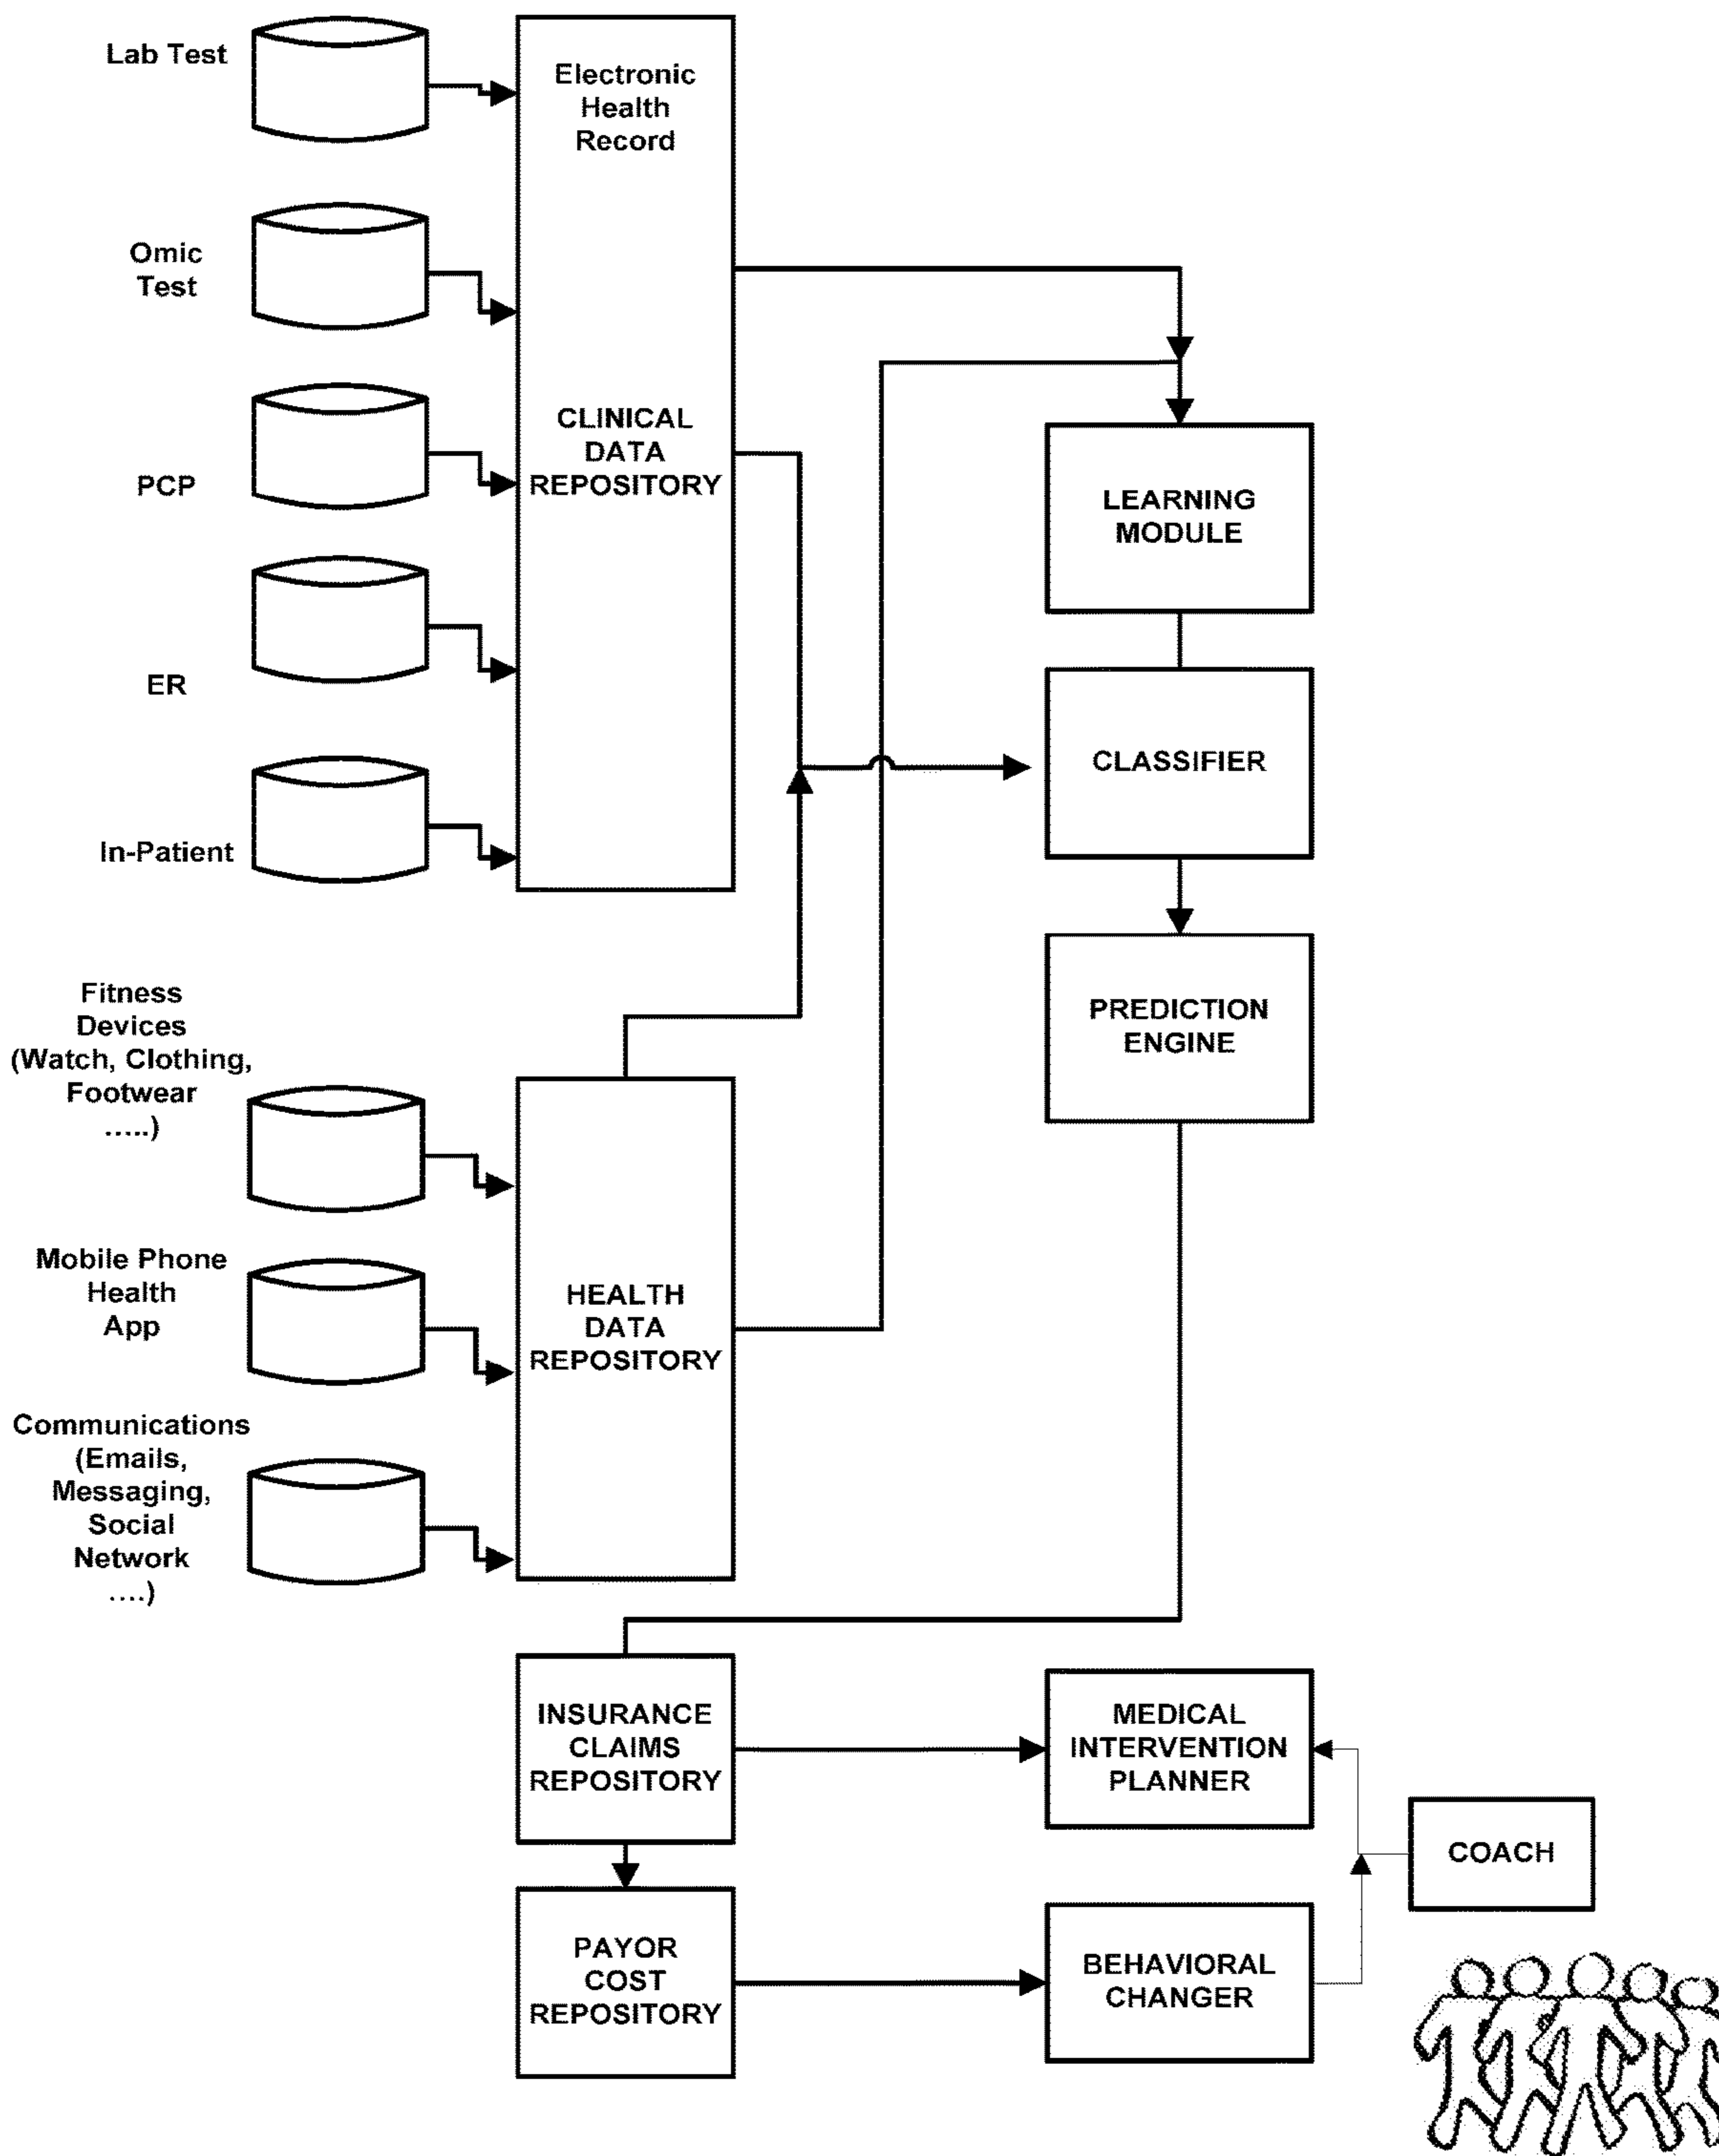 Lab Test
Electronic
Health
Record
Omic
Test
CLINICAL
DATA
REPOSITORY
PCP
LEARNING
MODULE
ER
CLASSIFIER
In-Patient
Fitness
Devices
(Watch, Clothing,
Footwear
.....)
PREDICTION
ENGINE
Mobile Phone
Health
App
HEALTH
DATA
REPOSITORY
Communications
(Emails,
Messaging,
Social
Network
....)
INSURANCE
CLAIMS
REPOSITORY
MEDICAL
INTERVENTION
PLANNER
COACH
PAYOR
COST
REPOSITORY
BEHAVIORAL
CHANGER